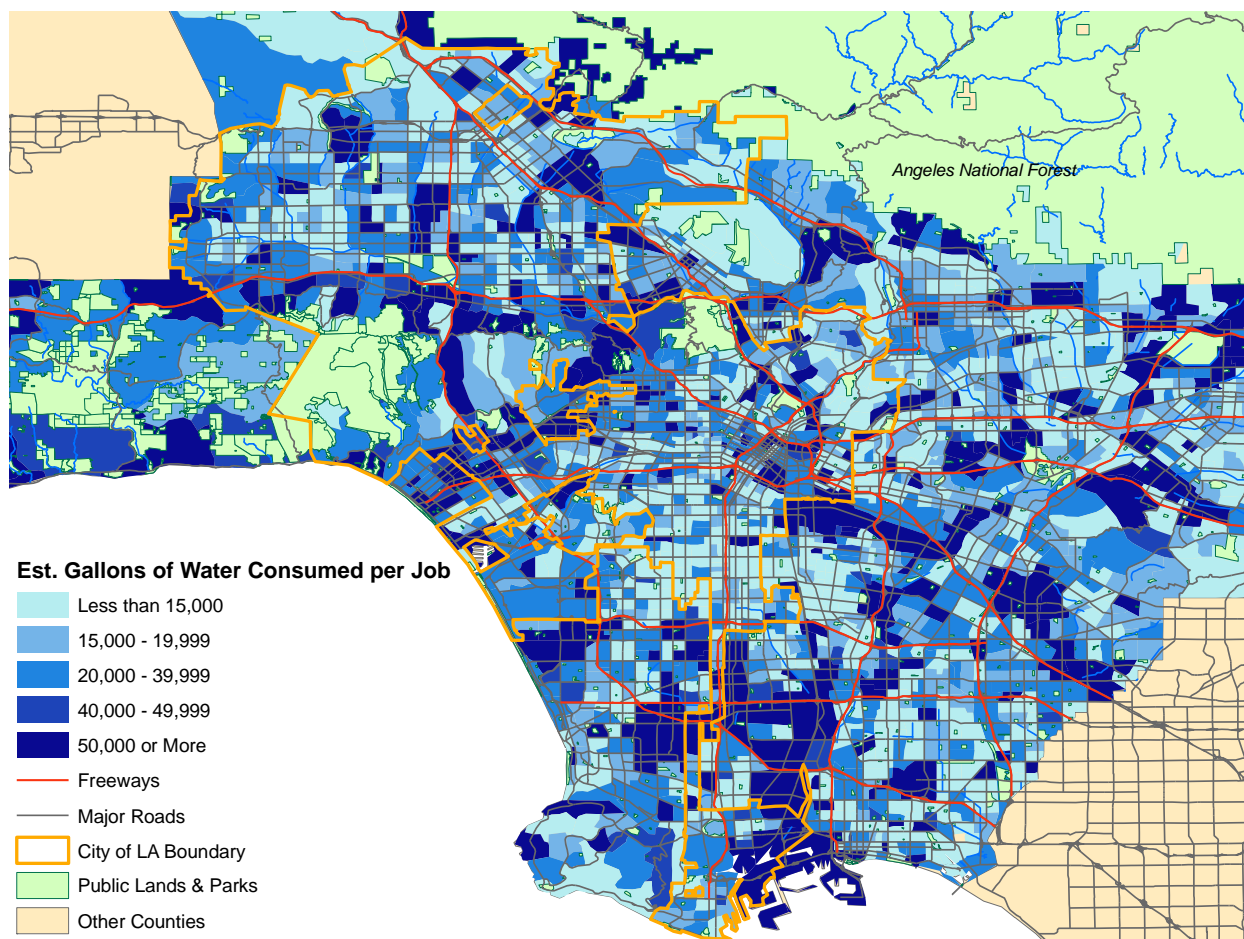 Angeles National Forest
Est. Gallons of Water Consumed per Job
Less than 15,000
15,000 - 19,999
20,000 - 39,999
40,000 - 49,999
50,000 or More
Freeways
Major Roads
City of LA Boundary
Public Lands & Parks
Other Counties